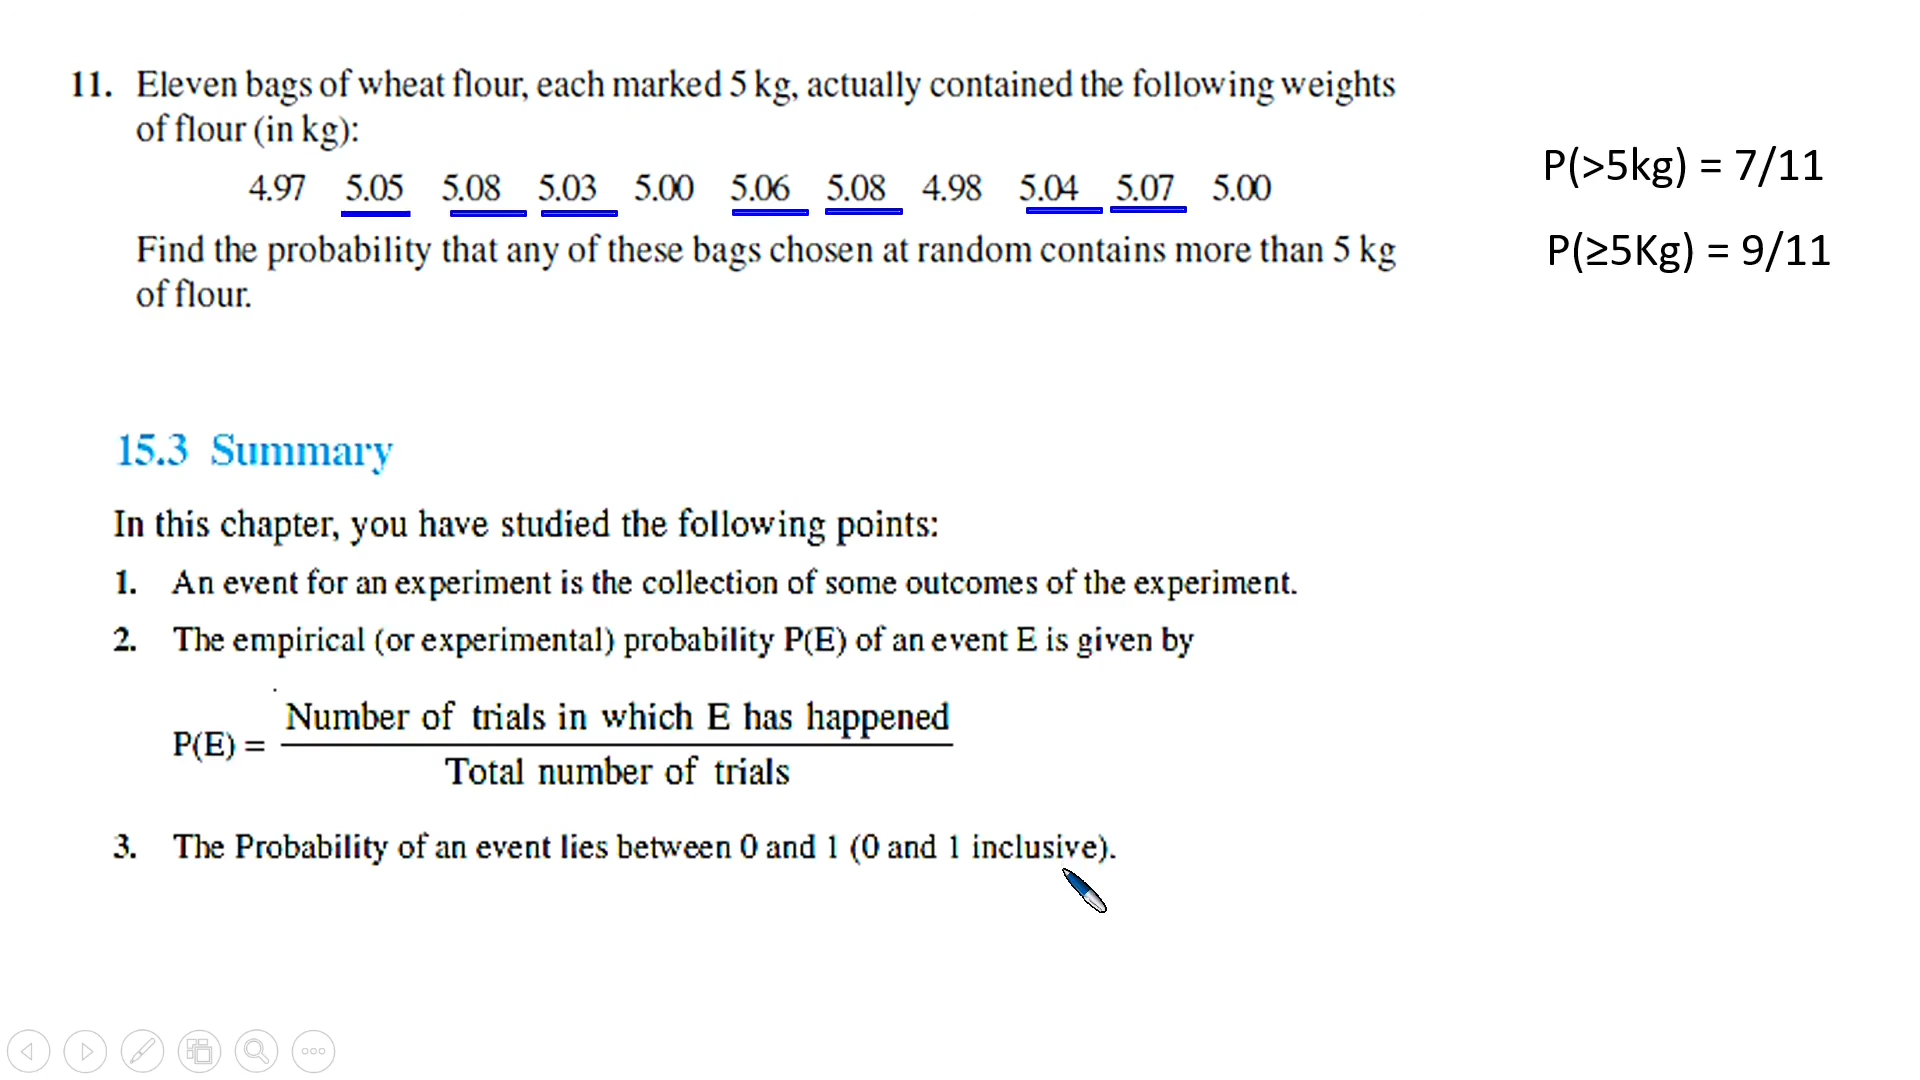 11. Eleven bags of wheat flour, each marked 5 kg, actually contained the following weights
of flour (in kg):
4.97 5.05 5.08 5.03 5.00 5.06 5.08 4.98 5.04 5.07 5.00
Find the probability that any of these bags chosen at random contains more than 5 kg
of flour.
P(>5kg) = 7/11
P(≥5Kg) = 9/11
15.3 Summary
In this chapter, you have studied the following points:
1. An event for an experiment is the collection of some outcomes of the experiment.
2. The empirical (or experimental) probability P(E) of an event E is given by
Number of trials in which E has happened
P(E) =
Total number of trials
3. The Probability of an event lies between 0 and 1 (0 and 1 inclusive).